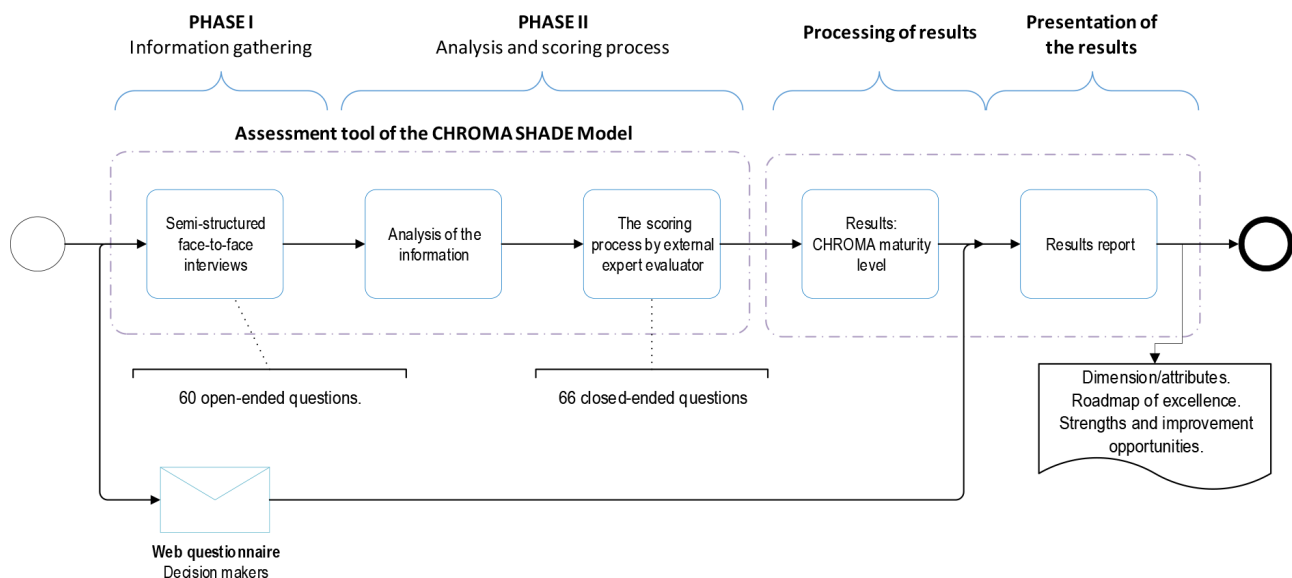 PHASE I
Information gathering
PHASE II
Analysis and scoring process
Processing of results
Presentation of
the results
Assessment tool of the CHROMA SHADE Model
Semi-structured
face-to-face
interviews
Analysis of the
information
The scoring
process by external
expert evaluator
Results:
CHROMA maturity
level
Results report
60 open-ended questions.
66 closed-ended questions
Dimension/attributes.
Roadmap of excellence.
Strengths and improvement
opportunities.
Web questionnaire
Decision makers